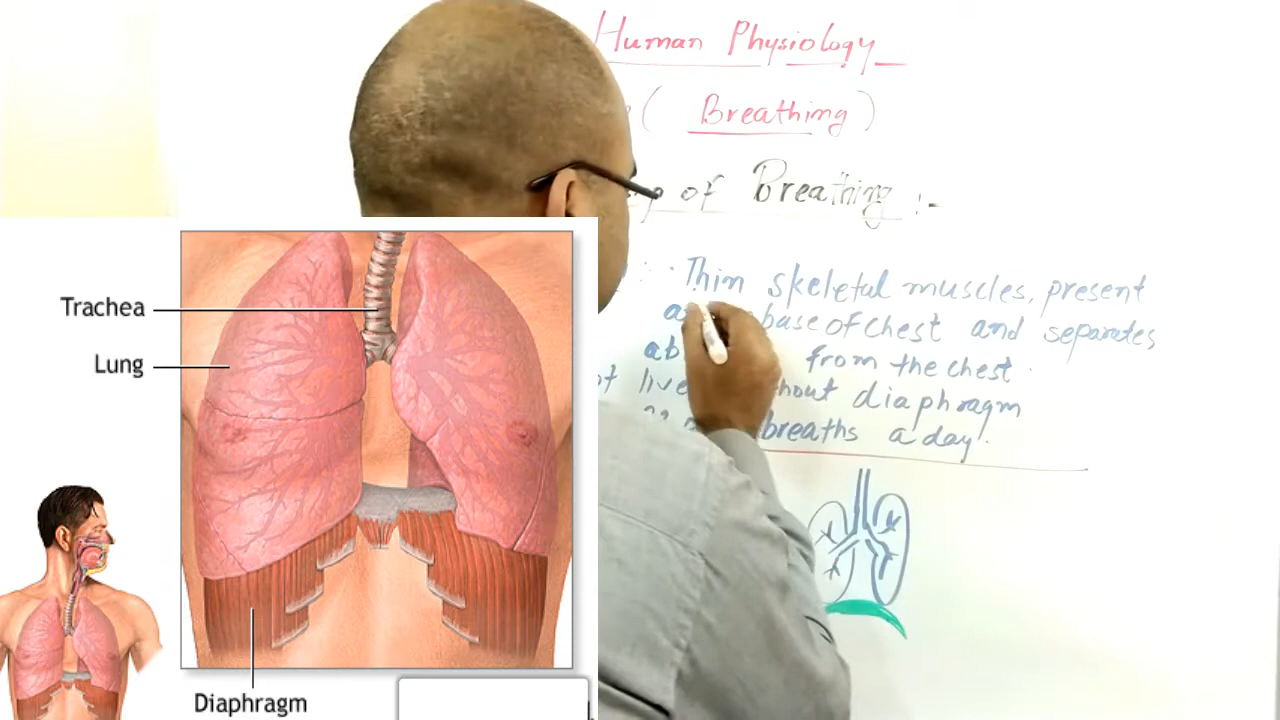 Human Physiology
( Breathing )
of Breathing :-
Thin skeletal muscles, present
base of chest and separates
from the chest.
live diaphragm
breaths a day.
Trachea
Lung
Diaphragm